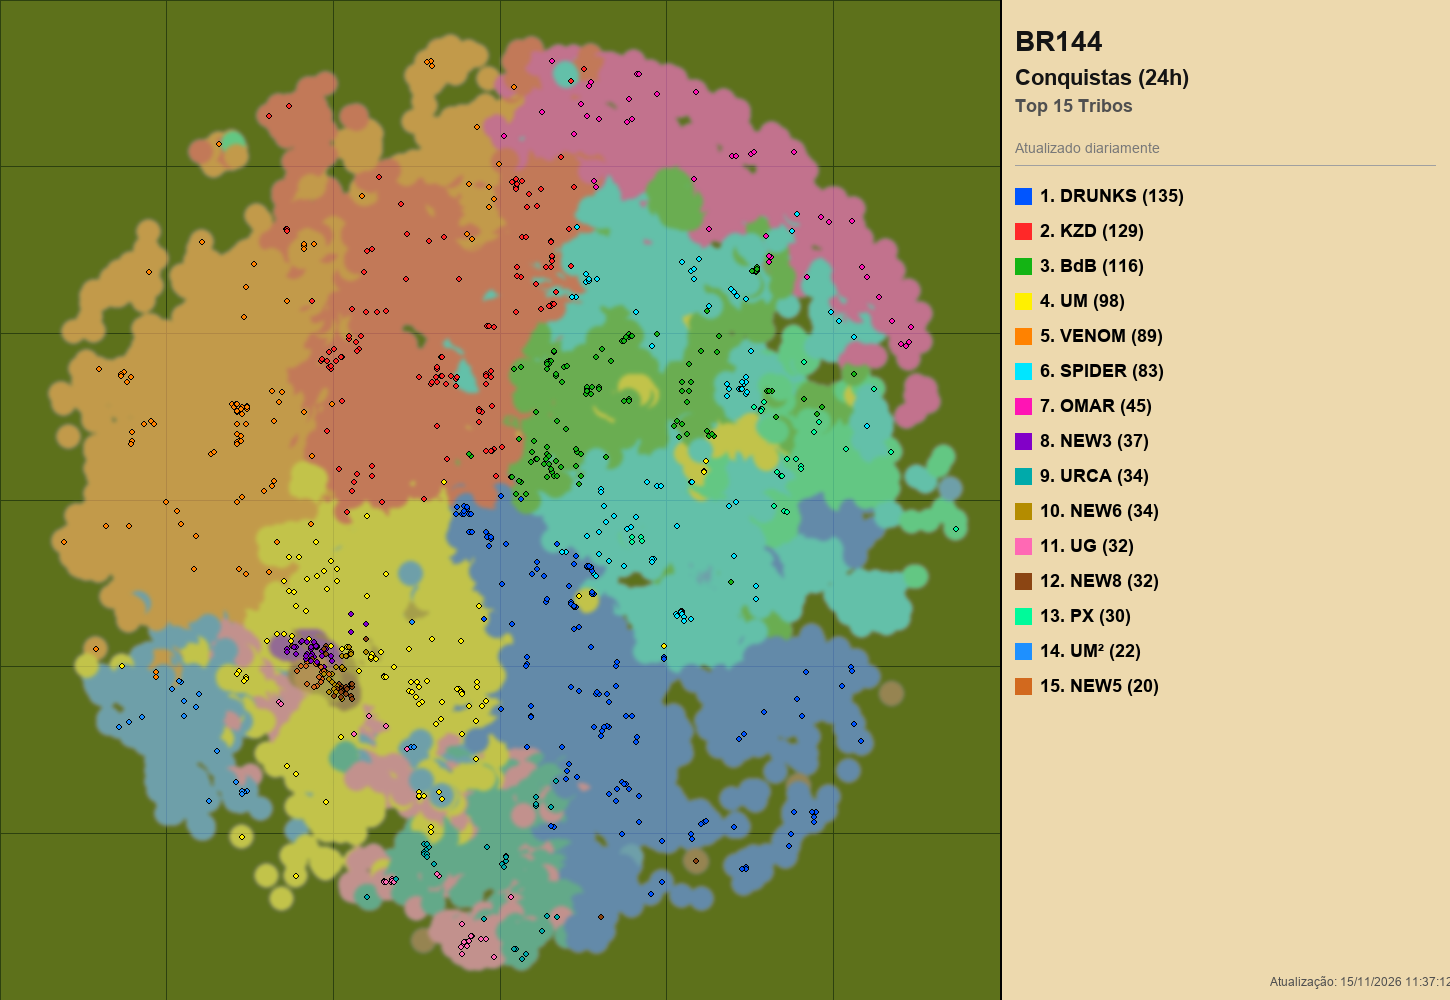 BR144
Conquistas (24h)
Top 15 Tribos
Atualizado diariamente
1. DRUNKS (135)
2. KZD (129)
3. BdB (116)
4. UM (98)
5. VENOM (89)
6. SPIDER (83)
7. OMAR (45)
8. NEW3 (37)
9. URCA (34)
10. NEW6 (34)
11. UG (32)
12. NEW8 (32)
13. PX (30)
14. UM² (22)
15. NEW5 (20)
Atualização: 15/11/2026 11:37:12